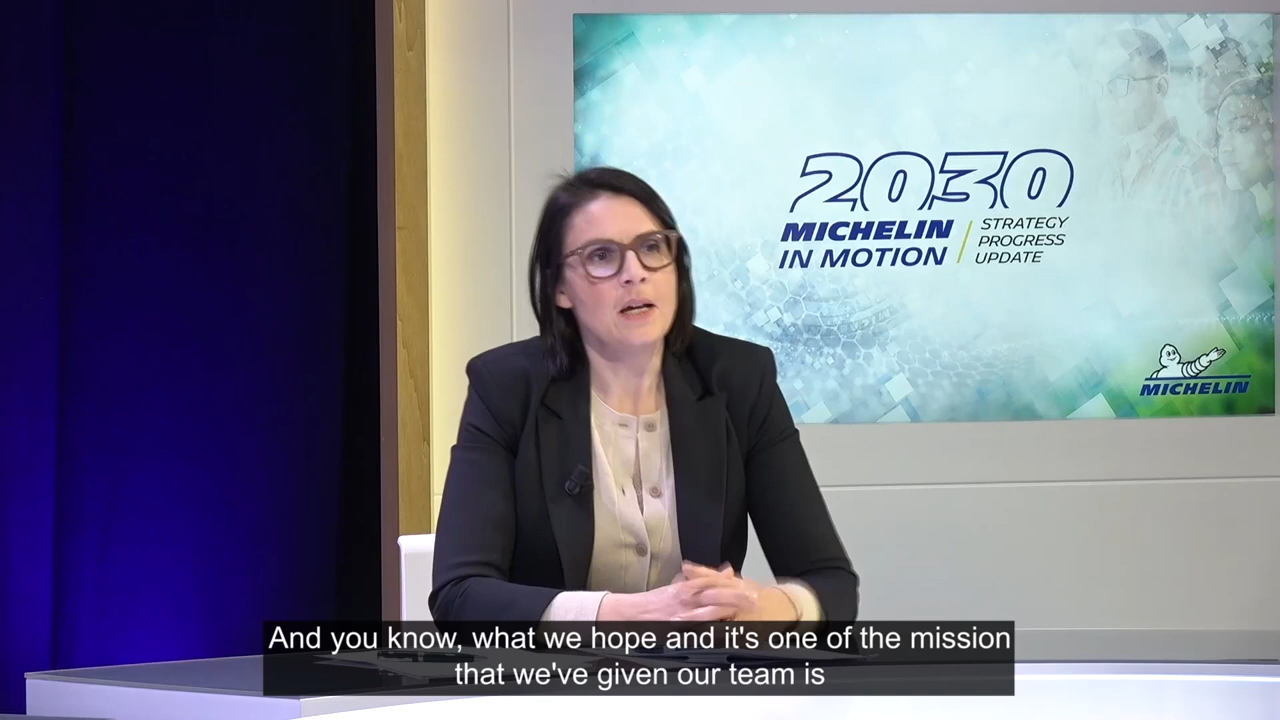 2030
MICHELIN
IN MOTION
STRATEGY
PROGRESS
UPDATE
MICHELIN
And you know, what we hope and it's one of the mission
that we've given our team is